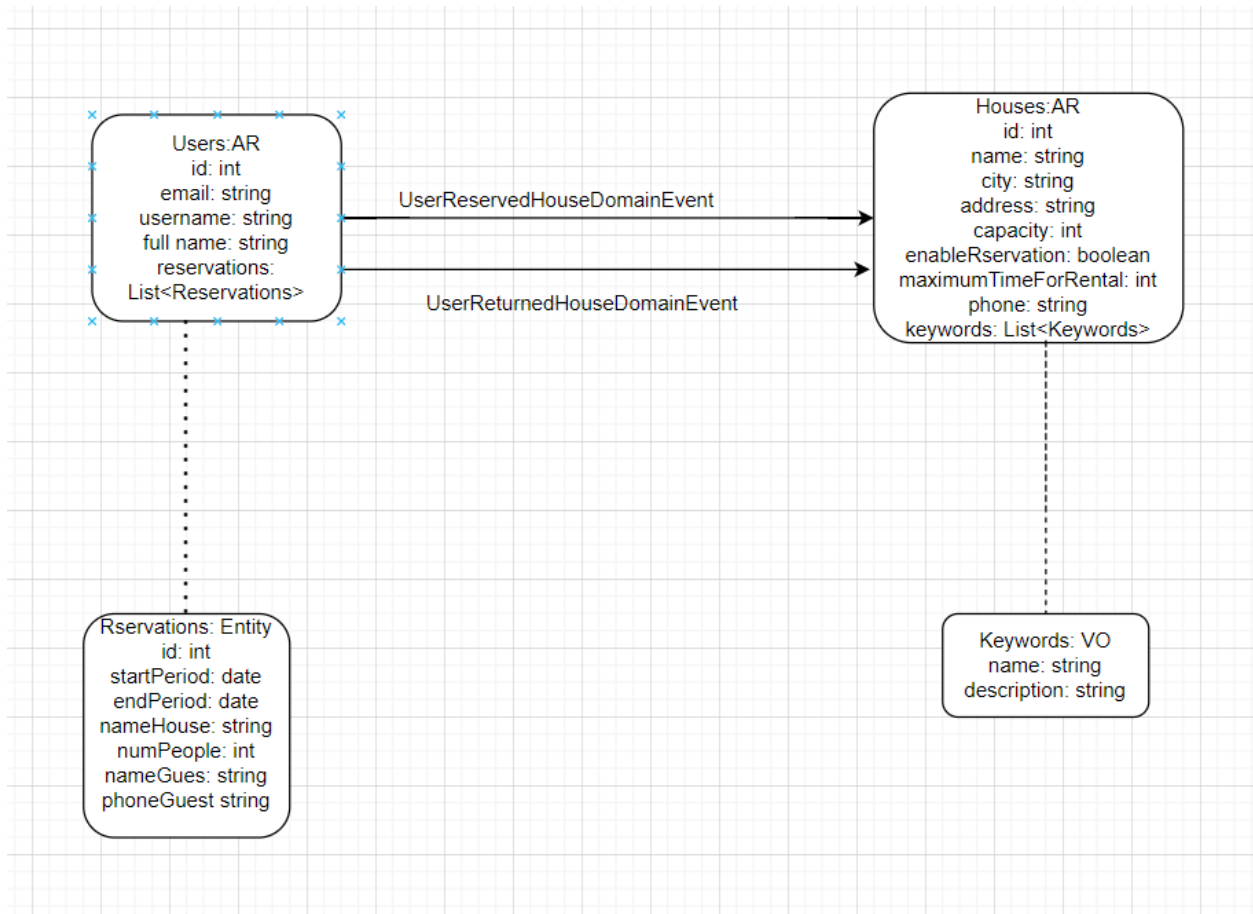 Users:AR
id: int
email: string
username: string
full name: string
reservations:
List<Reservations>
UserReservedHouseDomainEvent
UserReturnedHouseDomainEvent
Houses:AR
id: int
name: string
city: string
address: string
capacity: int
enableRservation: boolean
maximumTimeForRental: int
phone: string
keywords: List<Keywords>
Rservations: Entity
id: int
startPeriod: date
endPeriod: date
nameHouse: string
numPeople: int
nameGues: string
phoneGuest string
Keywords: VO
name: string
description: string